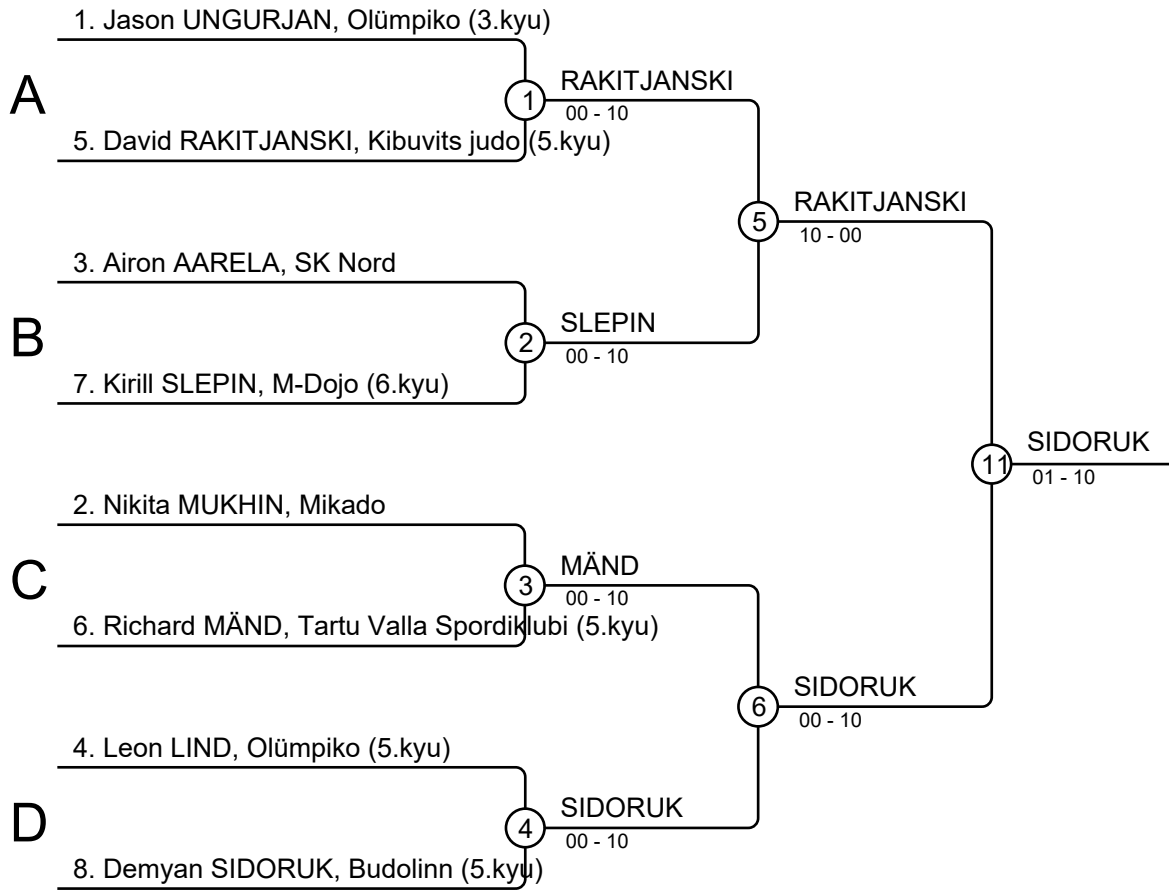 1. Jason UNGURJAN, Olümpiko (3.kyu)
A
1
RAKITJANSKI
00 - 10
5. David RAKITJANSKI, Kibuvits judo (5.kyu)
5
RAKITJANSKI
10 - 00
3. Airon AARELA, SK Nord
B
2
SLEPIN
00 - 10
7. Kirill SLEPIN, M-Dojo (6.kyu)
11
SIDORUK
01 - 10
2. Nikita MUKHIN, Mikado
C
3
MÄND
00 - 10
6. Richard MÄND, Tartu Valla Spordiklubi (5.kyu)
6
SIDORUK
00 - 10
4. Leon LIND, Olümpiko (5.kyu)
D
4
SIDORUK
00 - 10
8. Demyan SIDORUK, Budolinn (5.kyu)